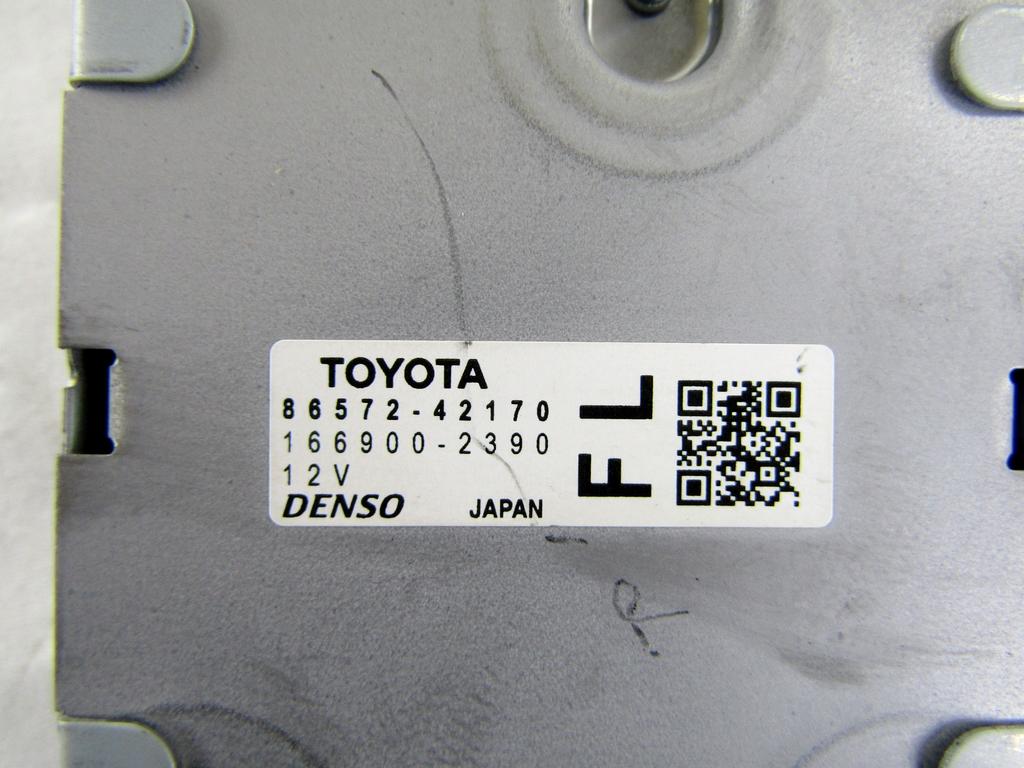 TOYOTA
86572-42170
166900-2390
12V
DENSO JAPAN
FL